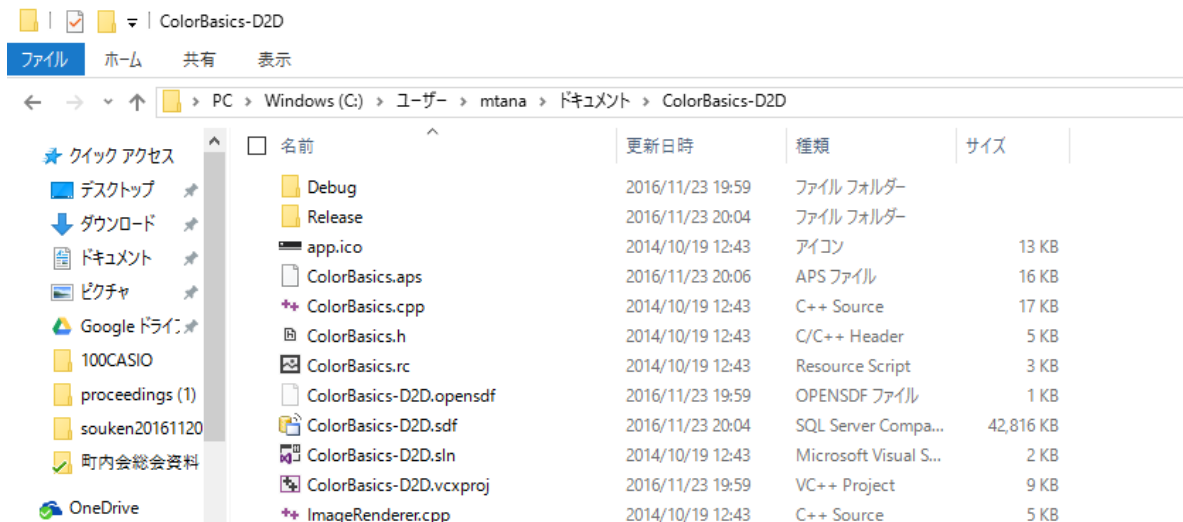 ColorBasics-D2D
ファイル ホーム 共有 表示
PC > Windows (C:) > ユーザー > mtana > ドキュメント > ColorBasics-D2D
クイック アクセス
デスクトップ
ダウンロード
ドキュメント
ピクチャ
Google ドライ
100CASIO
proceedings (1)
souken20161120
町内会総会資料
OneDrive
名前 更新日時 種類 サイズ
Debug 2016/11/23 19:59 ファイル フォルダー
Release 2016/11/23 20:04 ファイル フォルダー
app.ico 2014/10/19 12:43 アイコン 13 KB
ColorBasics.aps 2016/11/23 20:06 APS ファイル 16 KB
ColorBasics.cpp 2014/10/19 12:43 C++ Source 17 KB
ColorBasics.h 2014/10/19 12:43 C/C++ Header 5 KB
ColorBasics.rc 2014/10/19 12:43 Resource Script 3 KB
ColorBasics-D2D.opensdf 2016/11/23 19:59 OPENSDF ファイル 1 KB
ColorBasics-D2D.sdf 2016/11/23 20:04 SQL Server Compa... 42,816 KB
ColorBasics-D2D.sln 2014/10/19 12:43 Microsoft Visual S... 2 KB
ColorBasics-D2D.vcxproj 2016/11/23 19:59 VC++ Project 9 KB
ImageRenderer.cpp 2014/10/19 12:43 C++ Source 5 KB